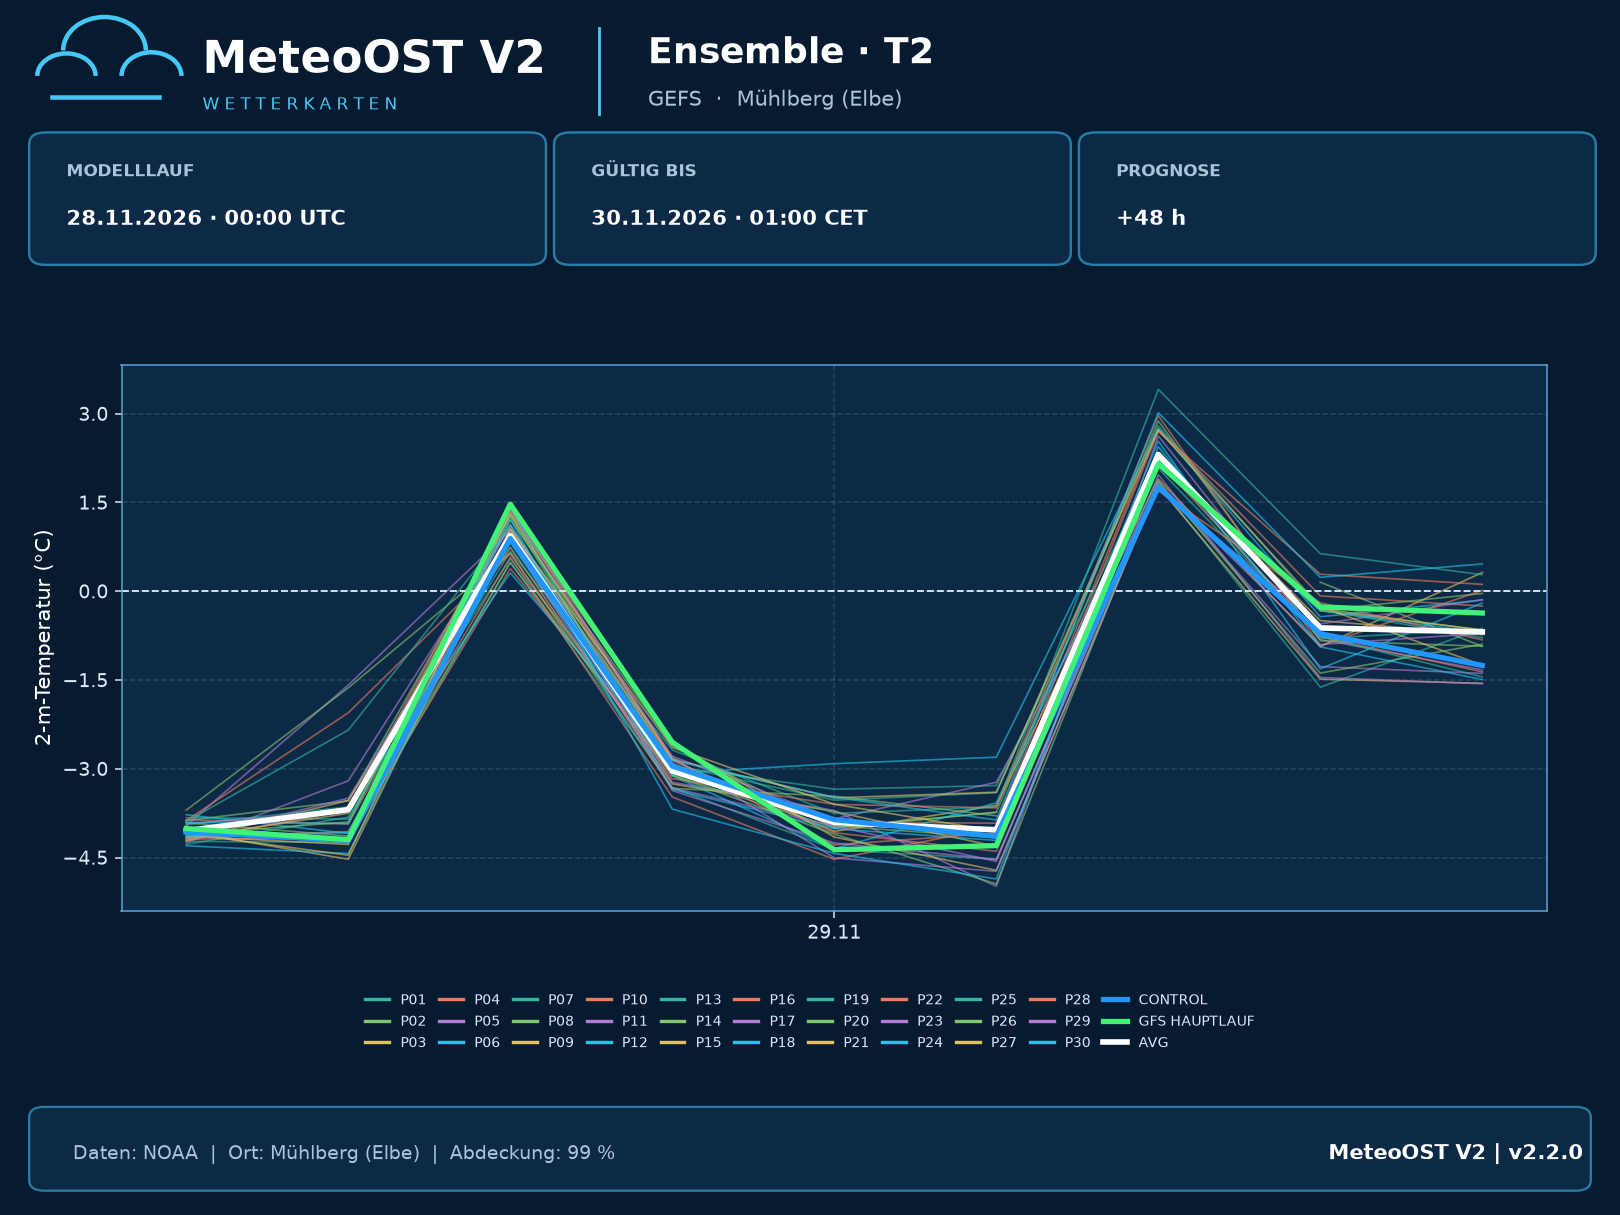 MeteoOST V2
WETTERKARTEN
Ensemble · T2
GEFS · Mühlberg (Elbe)
MODELLLAUF
28.11.2026 · 00:00 UTC
GÜLTIG BIS
30.11.2026 · 01:00 CET
PROGNOSE
+48 h
2-m-Temperatur (°C)
3.0
1.5
0.0
−1.5
−3.0
−4.5
29.11
P01 P04 P07 P10 P13 P16 P19 P22 P25 P28 CONTROL
P02 P05 P08 P11 P14 P17 P20 P23 P26 P29 GFS HAUPTLAUF
P03 P06 P09 P12 P15 P18 P21 P24 P27 P30 AVG
Daten: NOAA | Ort: Mühlberg (Elbe) | Abdeckung: 99 %
MeteoOST V2 | v2.2.0